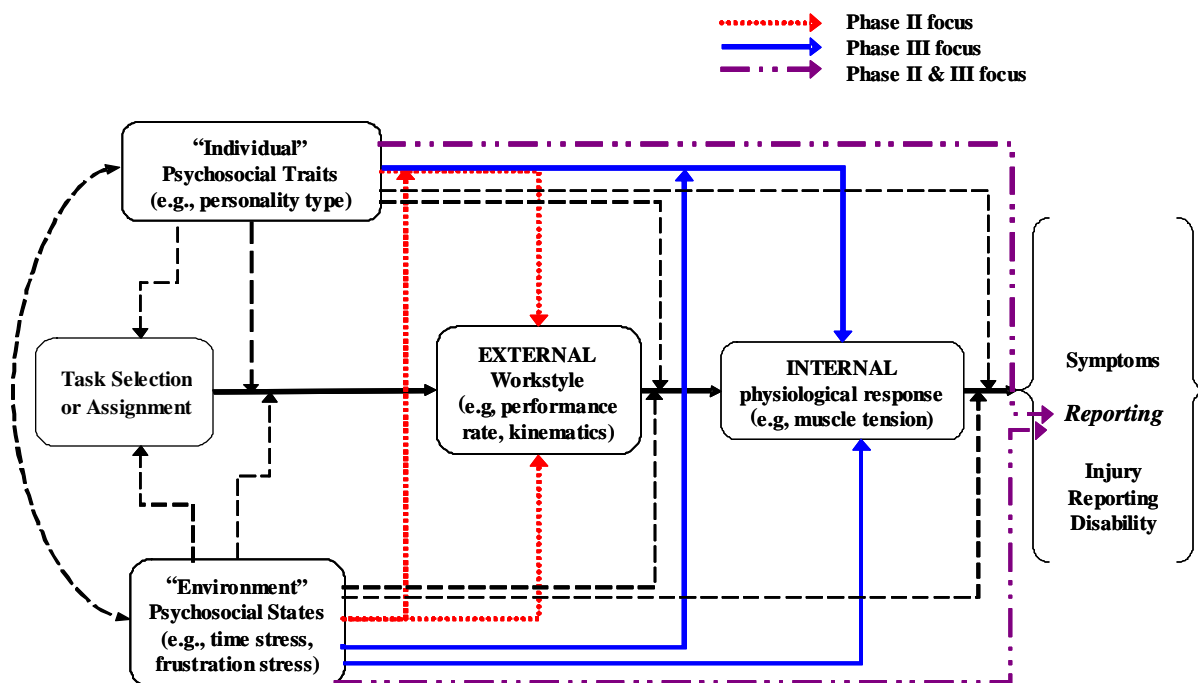 Phase II focus
Phase III focus
Phase II & III focus
“Individual”
Psychosocial Traits
(e.g., personality type)
Task Selection
or Assignment
EXTERNAL
Workstyle
(e.g, performance
rate, kinematics)
INTERNAL
physiological response
(e.g, muscle tension)
Symptoms
Reporting
Injury
Reporting
Disability
“Environment”
Psychosocial States
(e.g., time stress,
frustration stress)